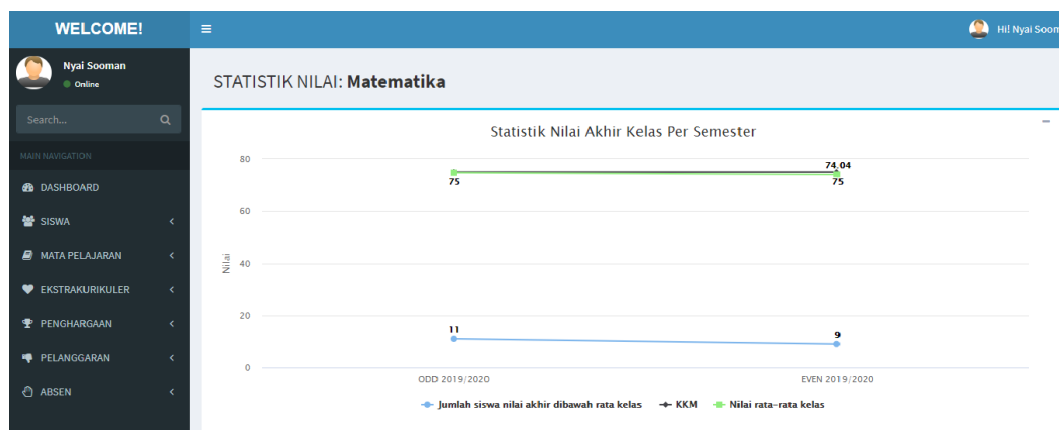 WELCOME!
Hi! Nyai Soom
Nyai Sooman
Online
Search...
MAIN NAVIGATION
DASHBOARD
SISWA
MATA PELAJARAN
EKSTRAKURIKULER
PENGHARGAAN
PELANGGARAN
ABSEN
STATISTIK NILAI: Matematika
Statistik Nilai Akhir Kelas Per Semester
Nilai
80
60
40
20
0
75
74.04
75
11
9
ODD 2019/2020
EVEN 2019/2020
Jumlah siswa nilai akhir dibawah rata kelas
KKM
Nilai rata-rata kelas